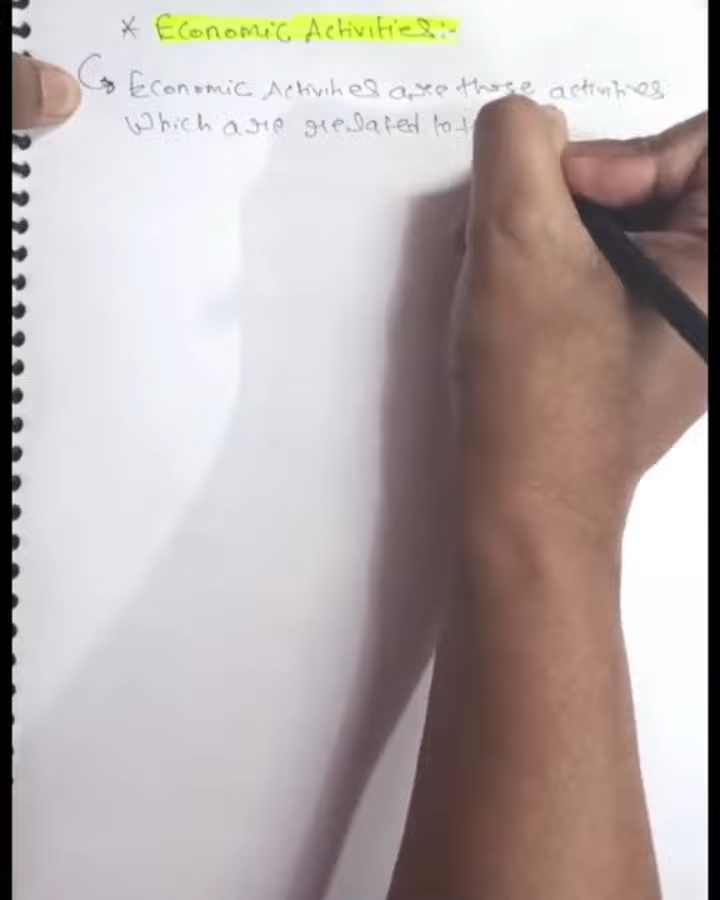 * Economic Activities:-
↪ Economic Activities are those activities
Which are related to